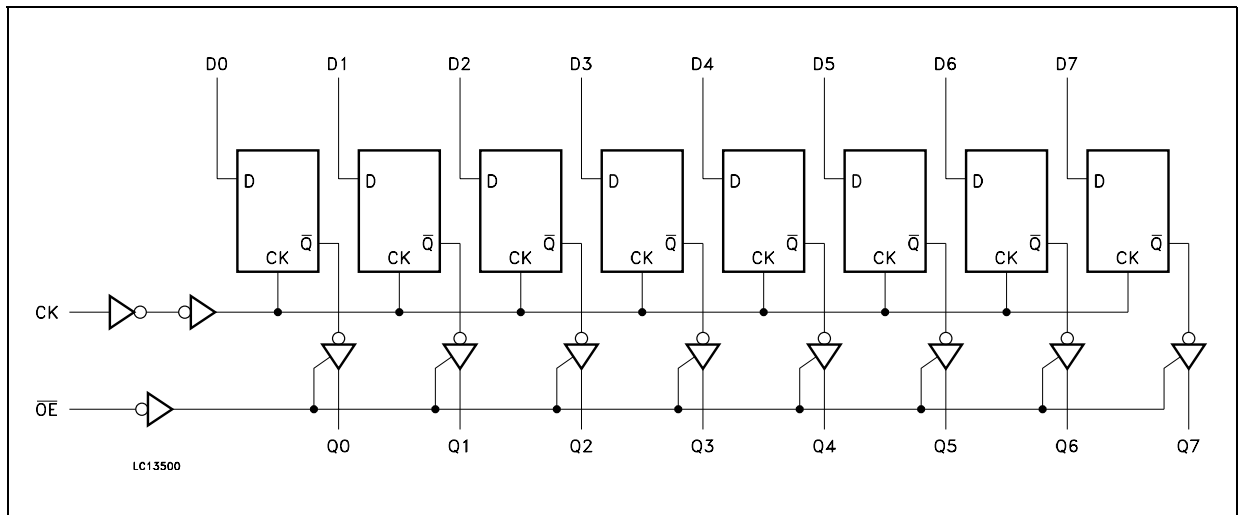 D0 D1 D2 D3 D4 D5 D6 D7
D D D D D D D D
Q̅ Q̅ Q̅ Q̅ Q̅ Q̅ Q̅ Q̅
CK CK CK CK CK CK CK CK
CK
O̅E̅
Q0 Q1 Q2 Q3 Q4 Q5 Q6 Q7
LC13500